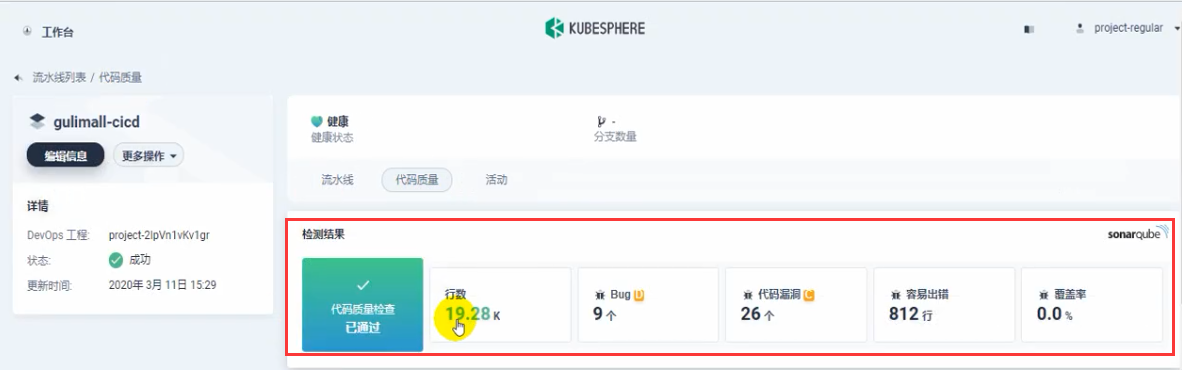 工作台
KUBESPHERE
project-regular
流水线列表 / 代码质量
gulimall-cicd
编辑信息
更多操作
详情
DevOps 工程: project-2lpVn1vKv1gr
状态: 成功
更新时间: 2020年 3月 11日 15:29
健康
健康状态
-
分支数量
流水线 代码质量 活动
检测结果
sonarqube
代码质量检查
已通过
行数
19.28 K
Bug D
9 个
代码漏洞 C
26 个
容易出错
812 行
覆盖率
0.0 %